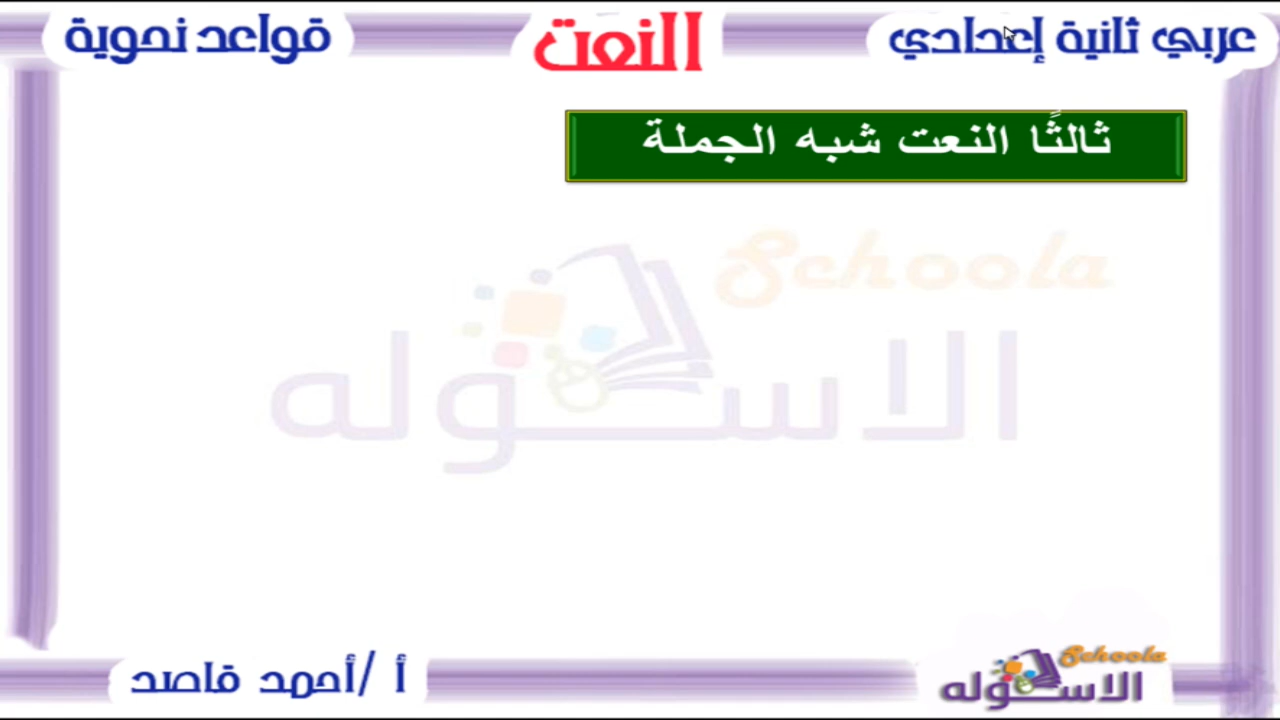 عربي ثانية إعدادي
النعت
قواعد نحوية
ثالثًا النعت شبه الجملة
Schoola
الاسكوله
Schoola
الاسكوله
أ /أحمد قاصد